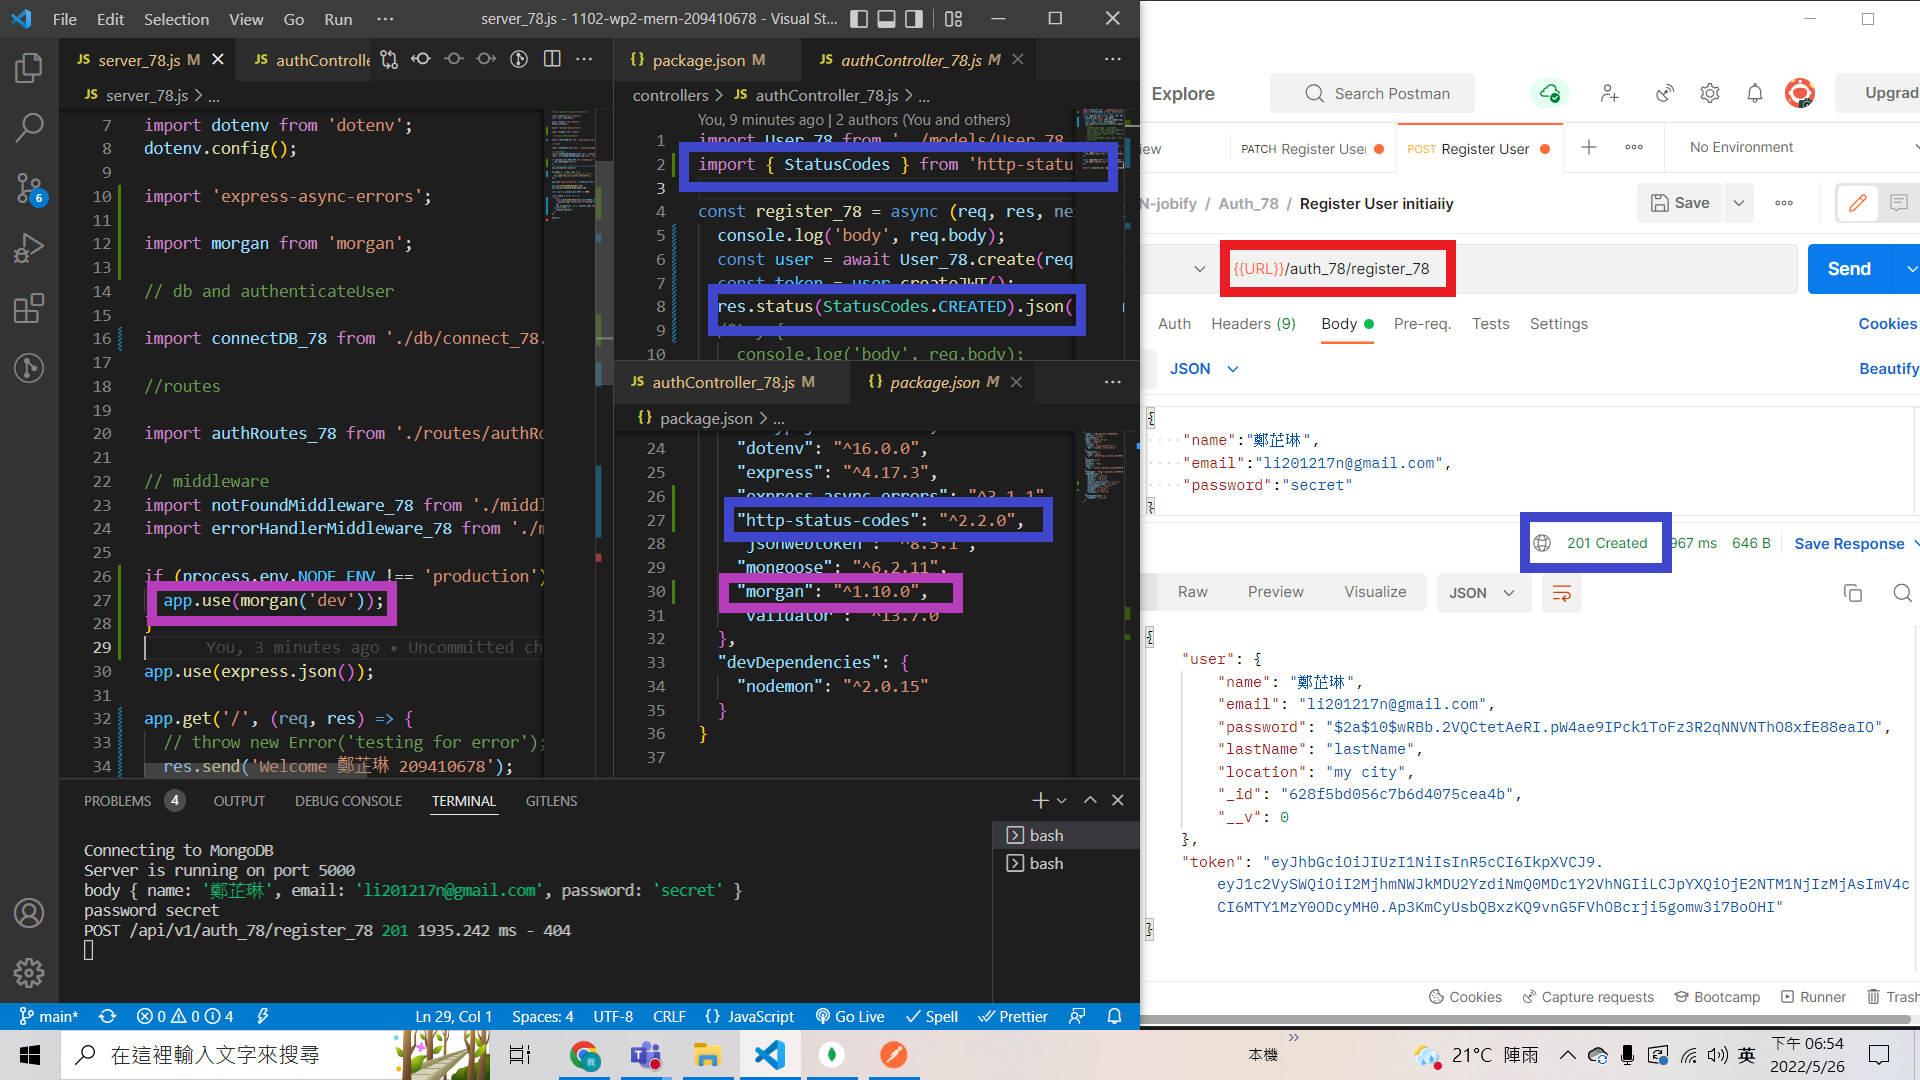 File Edit Selection View Go Run ··· server_78.js - 1102-wp2-mern-209410678 - Visual St...
JS server_78.js M
JS authControlle
JS server_78.js > ...
7 import dotenv from 'dotenv';
8 dotenv.config();
9
10 import 'express-async-errors';
11
12 import morgan from 'morgan';
13
14 // db and authenticateUser
15
16 import connectDB_78 from './db/connect_78.
17
18 //routes
19
20 import authRoutes_78 from './routes/authRo
21
22 // middleware
23 import notFoundMiddleware_78 from './middl
24 import errorHandlerMiddleware_78 from './m
25
26 if (process.env.NODE_ENV !== 'production')
27 app.use(morgan('dev'));
28 }
29 You, 3 minutes ago • Uncommitted ch
30 app.use(express.json());
31
32 app.get('/', (req, res) => {
33 // throw new Error('testing for error');
34 res.send('Welcome 鄭芷琳 209410678');
{} package.json M
JS authController_78.js M
controllers > JS authController_78.js > ...
You, 9 minutes ago | 2 authors (You and others)
1 import User_78 from '../models/User_78
2 import { StatusCodes } from 'http-statu
3
4 const register_78 = async (req, res, ne
5 console.log('body', req.body);
6 const user = await User_78.create(req
7 const token = user.createJWT();
8 res.status(StatusCodes.CREATED).json(
9
10 console.log('body', req.body);
JS authController_78.js M
{} package.json M
{} package.json > ...
24 "dotenv": "^16.0.0",
25 "express": "^4.17.3",
26 "express-async-errors": "^3.1.1"
27 "http-status-codes": "^2.2.0",
28 "jsonwebtoken": "^8.5.1",
29 "mongoose": "^6.2.11",
30 "morgan": "^1.10.0",
31 "validator": "^13.7.0"
32 },
33 "devDependencies": {
34 "nodemon": "^2.0.15"
35 }
36 }
37
PROBLEMS 4 OUTPUT DEBUG CONSOLE TERMINAL GITLENS
Connecting to MongoDB
Server is running on port 5000
body { name: '鄭芷琳', email: 'li201217n@gmail.com', password: 'secret' }
password secret
POST /api/v1/auth_78/register_78 201 1935.242 ms - 404
bash
bash
6
main* 0 0 4 Ln 29, Col 1 Spaces: 4 UTF-8 CRLF {} JavaScript Go Live Spell Prettier
Explore Search Postman Upgrad
iew PATCH Register User POST Register User + ••• No Environment
N-jobify / Auth_78 / Register User initiaiiy Save •••
{{URL}}/auth_78/register_78 Send
Auth Headers (9) Body Pre-req. Tests Settings Cookies
JSON Beautify
{
"name":"鄭芷琳",
"email":"li201217n@gmail.com",
"password":"secret"
}
201 Created 967 ms 646 B Save Response
Raw Preview Visualize JSON
{
"user": {
"name": "鄭芷琳",
"email": "li201217n@gmail.com",
"password": "$2a$10$wRBb.2VQCtetAeRI.pW4ae9IPck1ToFz3R2qNNVNThO8xfE88eaIO",
"lastName": "lastName",
"location": "my city",
"_id": "628f5bd056c7b6d4075cea4b",
"__v": 0
},
"token": "eyJhbGciOiJIUzI1NiIsInR5cCI6IkpXVCJ9.
eyJ1c2VySWQiOiI2MjhmNWJkMDU2YzdiNmQ0MDc1Y2VhNGIiLCJpYXQiOjE2NTM1NjIzMjAsImV4c
CI6MTY1MzY0ODcyMH0.Ap3KmCyUsbQBxzKQ9vnG5FVhOBcrji5gomw3i7BoOHI"
}
Cookies Capture requests Bootcamp Runner Trash
在這裡輸入文字來搜尋 本機 » 21°C 陣雨 英 下午 06:54
2022/5/26